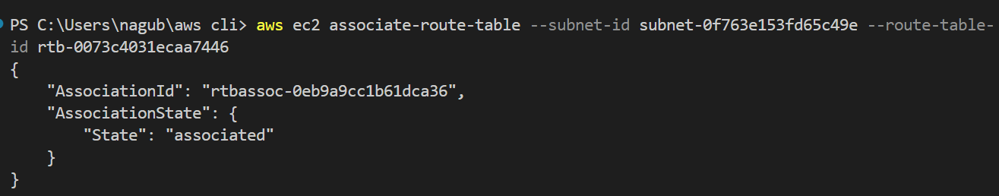 PS C:\Users\nagub\aws cli> aws ec2 associate-route-table --subnet-id subnet-0f763e153fd65c49e --route-table-
id rtb-0073c4031ecaa7446
{
    "AssociationId": "rtbassoc-0eb9a9cc1b61dca36",
    "AssociationState": {
        "State": "associated"
    }
}